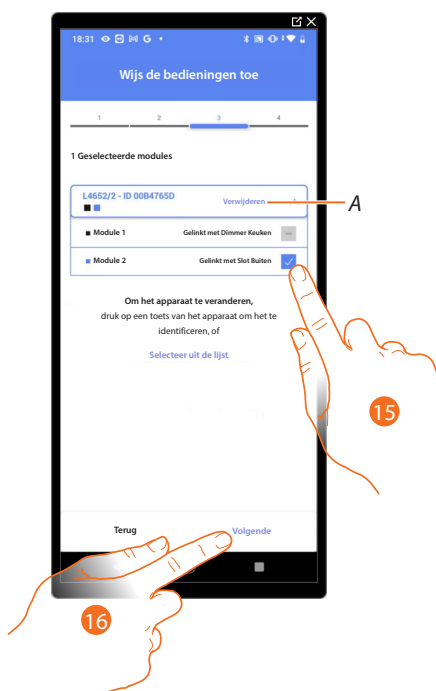 18:31 G •
Wijs de bedieningen toe
1 2 3 4
1 Geselecteerde modules
L4652/2 - ID 00B4765D Verwijderen A
Module 1 Gelinkt met Dimmer Keuken
Module 2 Gelinkt met Slot Buiten
Om het apparaat te veranderen,
druk op een toets van het apparaat om het te
identificeren, of
Selecteer uit de lijst
15
Terug Volgende
16